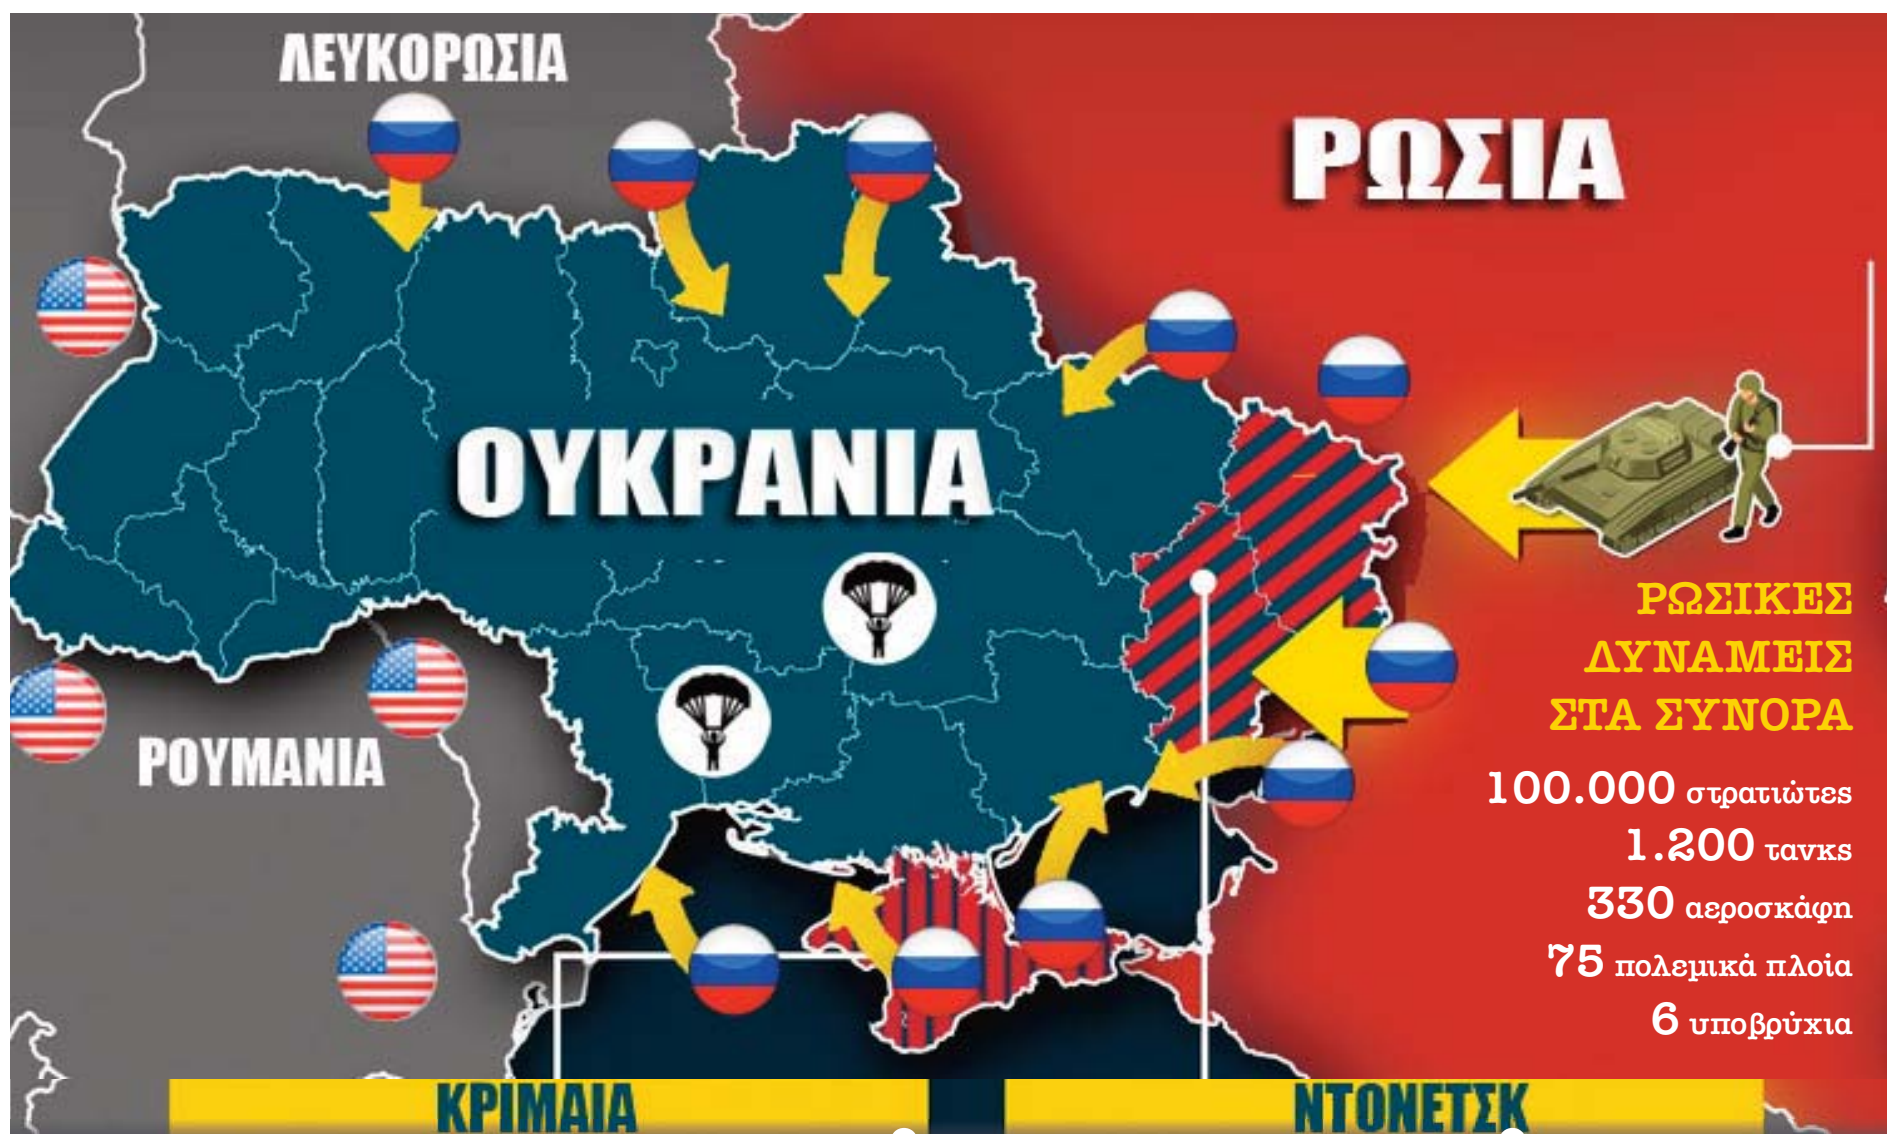 ΛΕΥΚΟΡΩΣΙΑ
ΡΩΣΙΑ
ΟΥΚΡΑΝΙΑ
ΡΟΥΜΑΝΙΑ
ΡΩΣΙΚΕΣ
ΔΥΝΑΜΕΙΣ
ΣΤΑ ΣΥΝΟΡΑ
100.000 στρατιώτες
1.200 τανκς
330 αεροσκάφη
75 πολεμικά πλοία
6 υποβρύχια
ΚΡΙΜΑΙΑ
ΝΤΟΝΕΤΣΚ